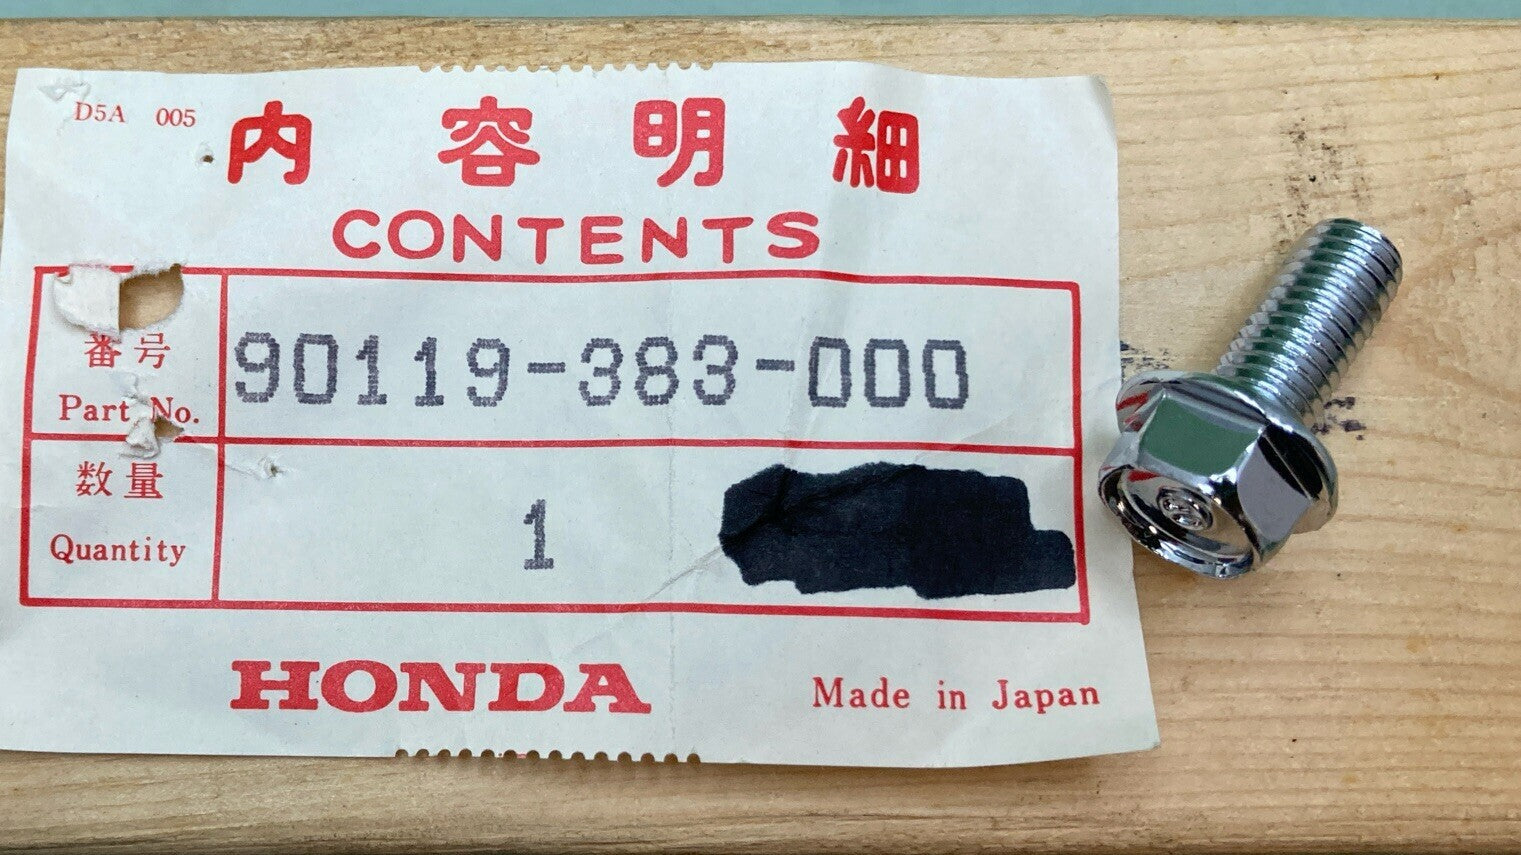 D5A 005
内容明細
CONTENTS
番号
Part No.
90119-383-000
数量
Quantity
1
HONDA
Made in Japan